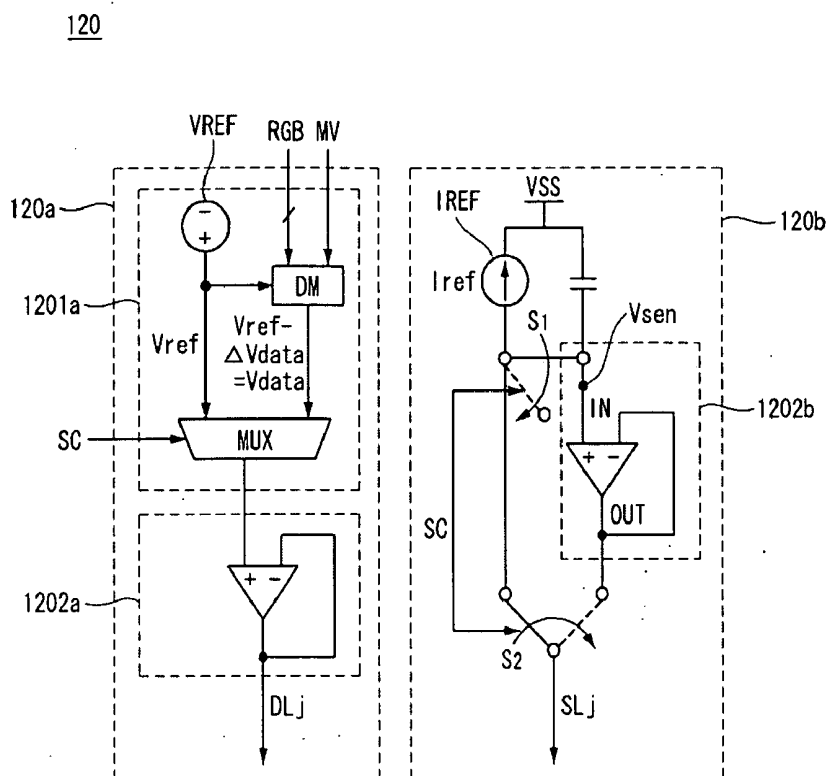 120
VREF
RGB MV
120a
1201a
- +
DM
Vref
Vref-
△Vdata
=Vdata
SC
MUX
1202a
+ -
DLj
VSS
IREF
Iref
120b
S1
Vsen
IN
1202b
+ -
OUT
SC
S2
SLj